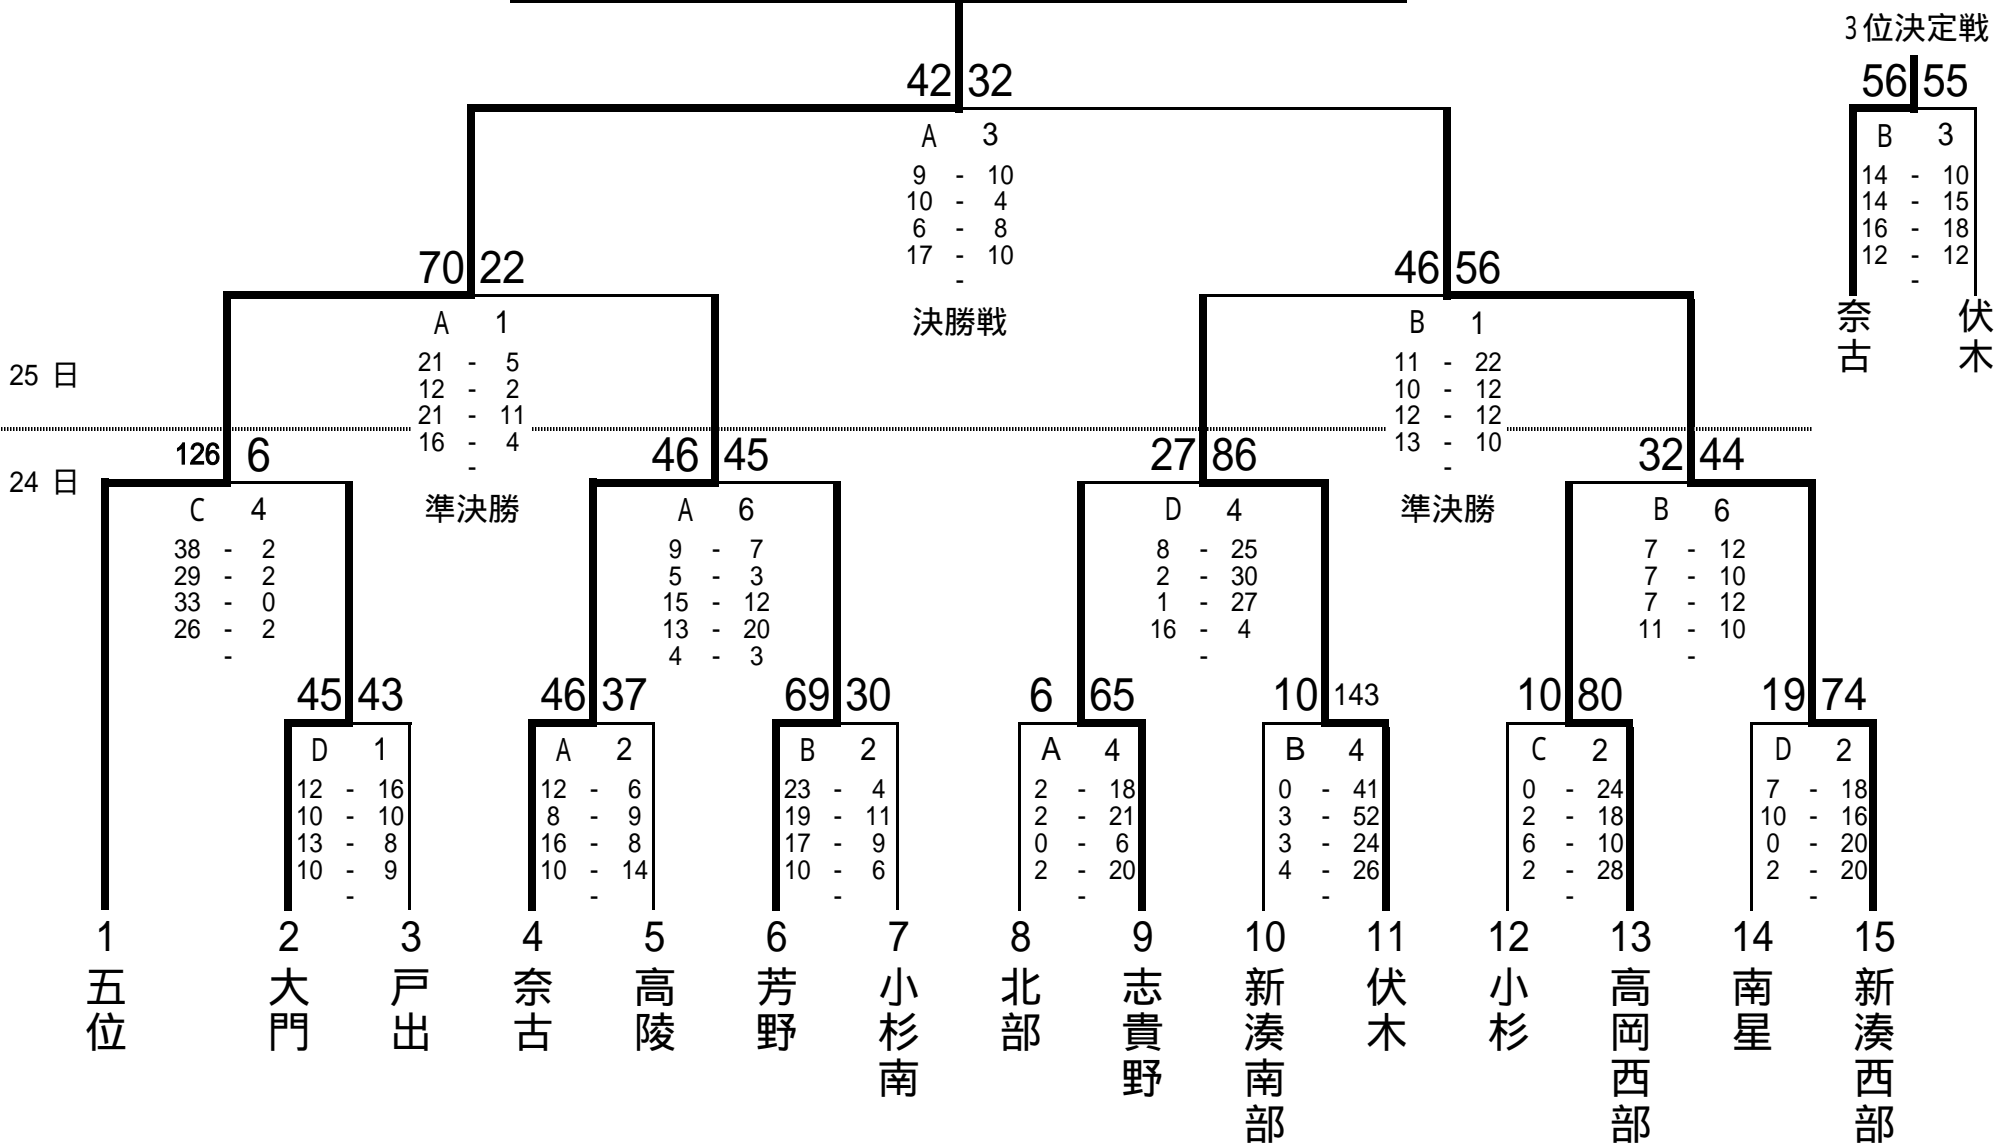 3位決定戦
42 32
56 55
A 3
9 - 10
10 - 4
6 - 8
17 - 10
-
決勝戦
B 3
14 - 10
14 - 15
16 - 18
12 - 12
-
奈古
伏木
70 22
A 1
21 - 5
12 - 2
21 - 11
16 - 4
-
準決勝
46 56
B 1
11 - 22
10 - 12
12 - 12
13 - 10
-
準決勝
25 日
24 日
126 6
C 4
38 - 2
29 - 2
33 - 0
26 - 2
-
46 45
A 6
9 - 7
5 - 3
15 - 12
13 - 20
4 - 3
27 86
D 4
8 - 25
2 - 30
1 - 27
16 - 4
-
32 44
B 6
7 - 12
7 - 10
7 - 12
11 - 10
-
45 43
D 1
12 - 16
10 - 10
13 - 8
10 - 9
-
46 37
A 2
12 - 6
8 - 9
16 - 8
10 - 14
-
69 30
B 2
23 - 4
19 - 11
17 - 9
10 - 6
-
6 65
A 4
2 - 18
2 - 21
0 - 6
2 - 20
-
10 143
B 4
0 - 41
3 - 52
3 - 24
4 - 26
-
10 80
C 2
0 - 24
2 - 18
6 - 10
2 - 28
-
19 74
D 2
7 - 18
10 - 16
0 - 20
2 - 20
-
1 2 3 4 5 6 7 8 9 10 11 12 13 14 15
五位
大門
戸出
奈古
高陵
芳野
小杉南
北部
志貴野
新湊南部
伏木
小杉
高岡西部
南星
新湊西部